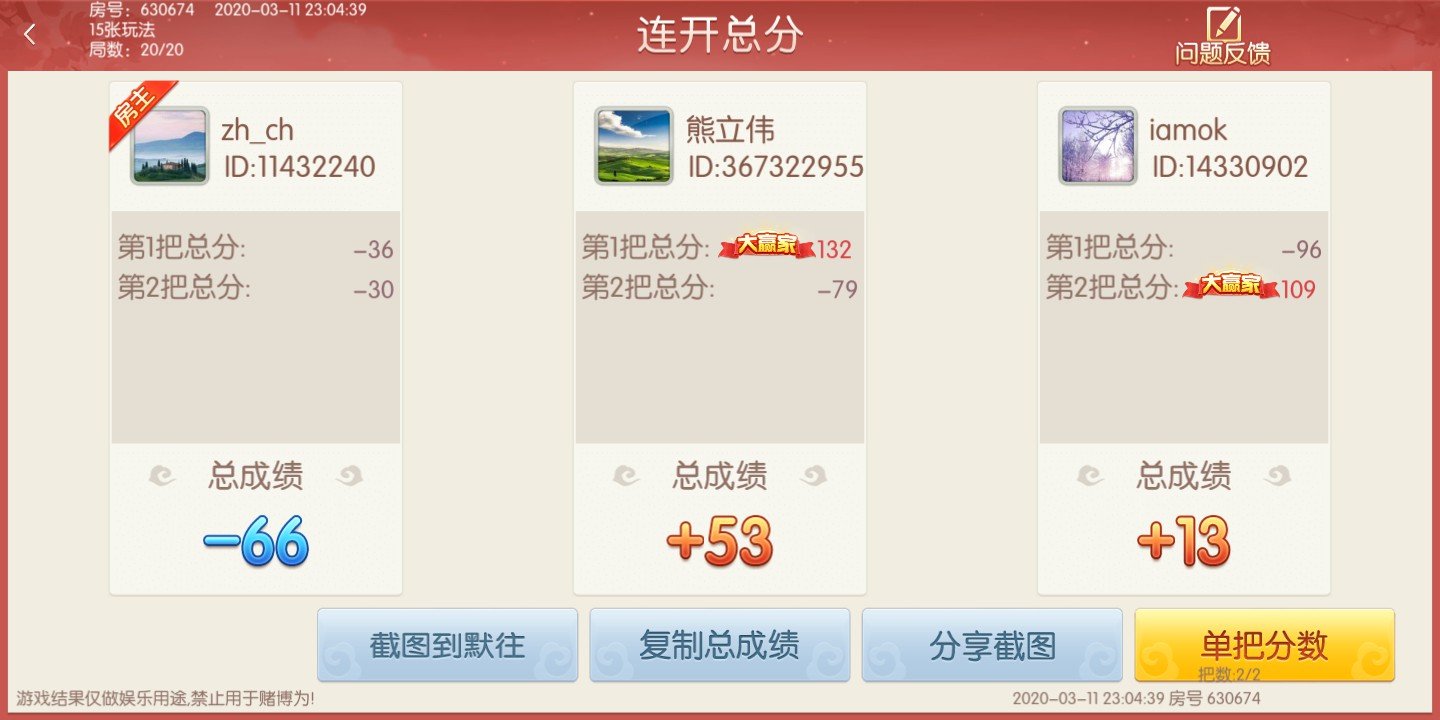 房号：630674 2020-03-11 23:04:39
15张玩法
局数：20/20
连开总分
问题反馈
房主
zh_ch
ID:11432240
第1把总分: -36
第2把总分: -30
总成绩
-66
熊立伟
ID:367322955
第1把总分: 大赢家 132
第2把总分: -79
总成绩
+53
iamok
ID:14330902
第1把总分: -96
第2把总分: 大赢家 109
总成绩
+13
截图到默往
复制总成绩
分享截图
单把分数
把数:2/2
游戏结果仅做娱乐用途,禁止用于赌博为!
2020-03-11 23:04:39 房号 630674